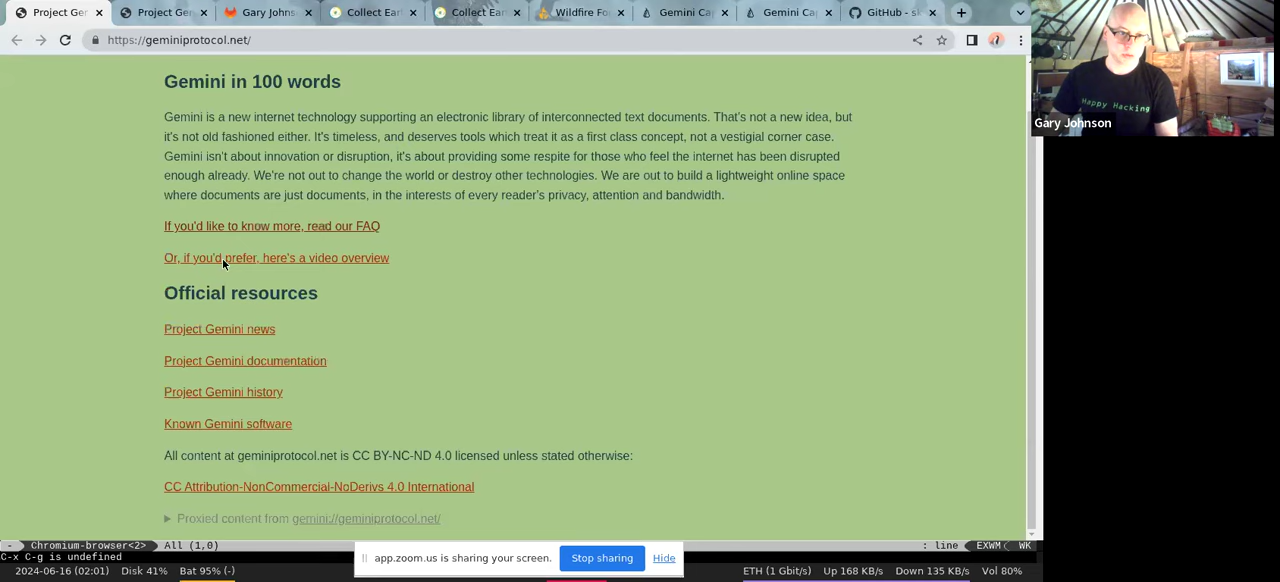 Project Ge
Project Ge
Gary Johns
Collect Ear
Collect Ear
Wildfire Fo
Gemini Ca
Gemini Ca
GitHub - sk
https://geminiprotocol.net/
Gemini in 100 words
Gemini is a new internet technology supporting an electronic library of interconnected text documents. That's not a new idea, but
it's not old fashioned either. It's timeless, and deserves tools which treat it as a first class concept, not a vestigial corner case.
Gemini isn't about innovation or disruption, it's about providing some respite for those who feel the internet has been disrupted
enough already. We're not out to change the world or destroy other technologies. We are out to build a lightweight online space
where documents are just documents, in the interests of every reader's privacy, attention and bandwidth.
If you'd like to know more, read our FAQ
Or, if you'd prefer, here's a video overview
Official resources
Project Gemini news
Project Gemini documentation
Project Gemini history
Known Gemini software
All content at geminiprotocol.net is CC BY-NC-ND 4.0 licensed unless stated otherwise:
CC Attribution-NonCommercial-NoDerivs 4.0 International
Proxied content from gemini://geminiprotocol.net/
Happy Hacking
Gary Johnson
- Chromium-browser<2> All (1,0) : line EXWM WK
C-x C-g is undefined
app.zoom.us is sharing your screen. Stop sharing Hide
2024-06-16 (02:01) Disk 41% Bat 95% (-) ETH (1 Gbit/s) Up 168 KB/s Down 135 KB/s Vol 80%